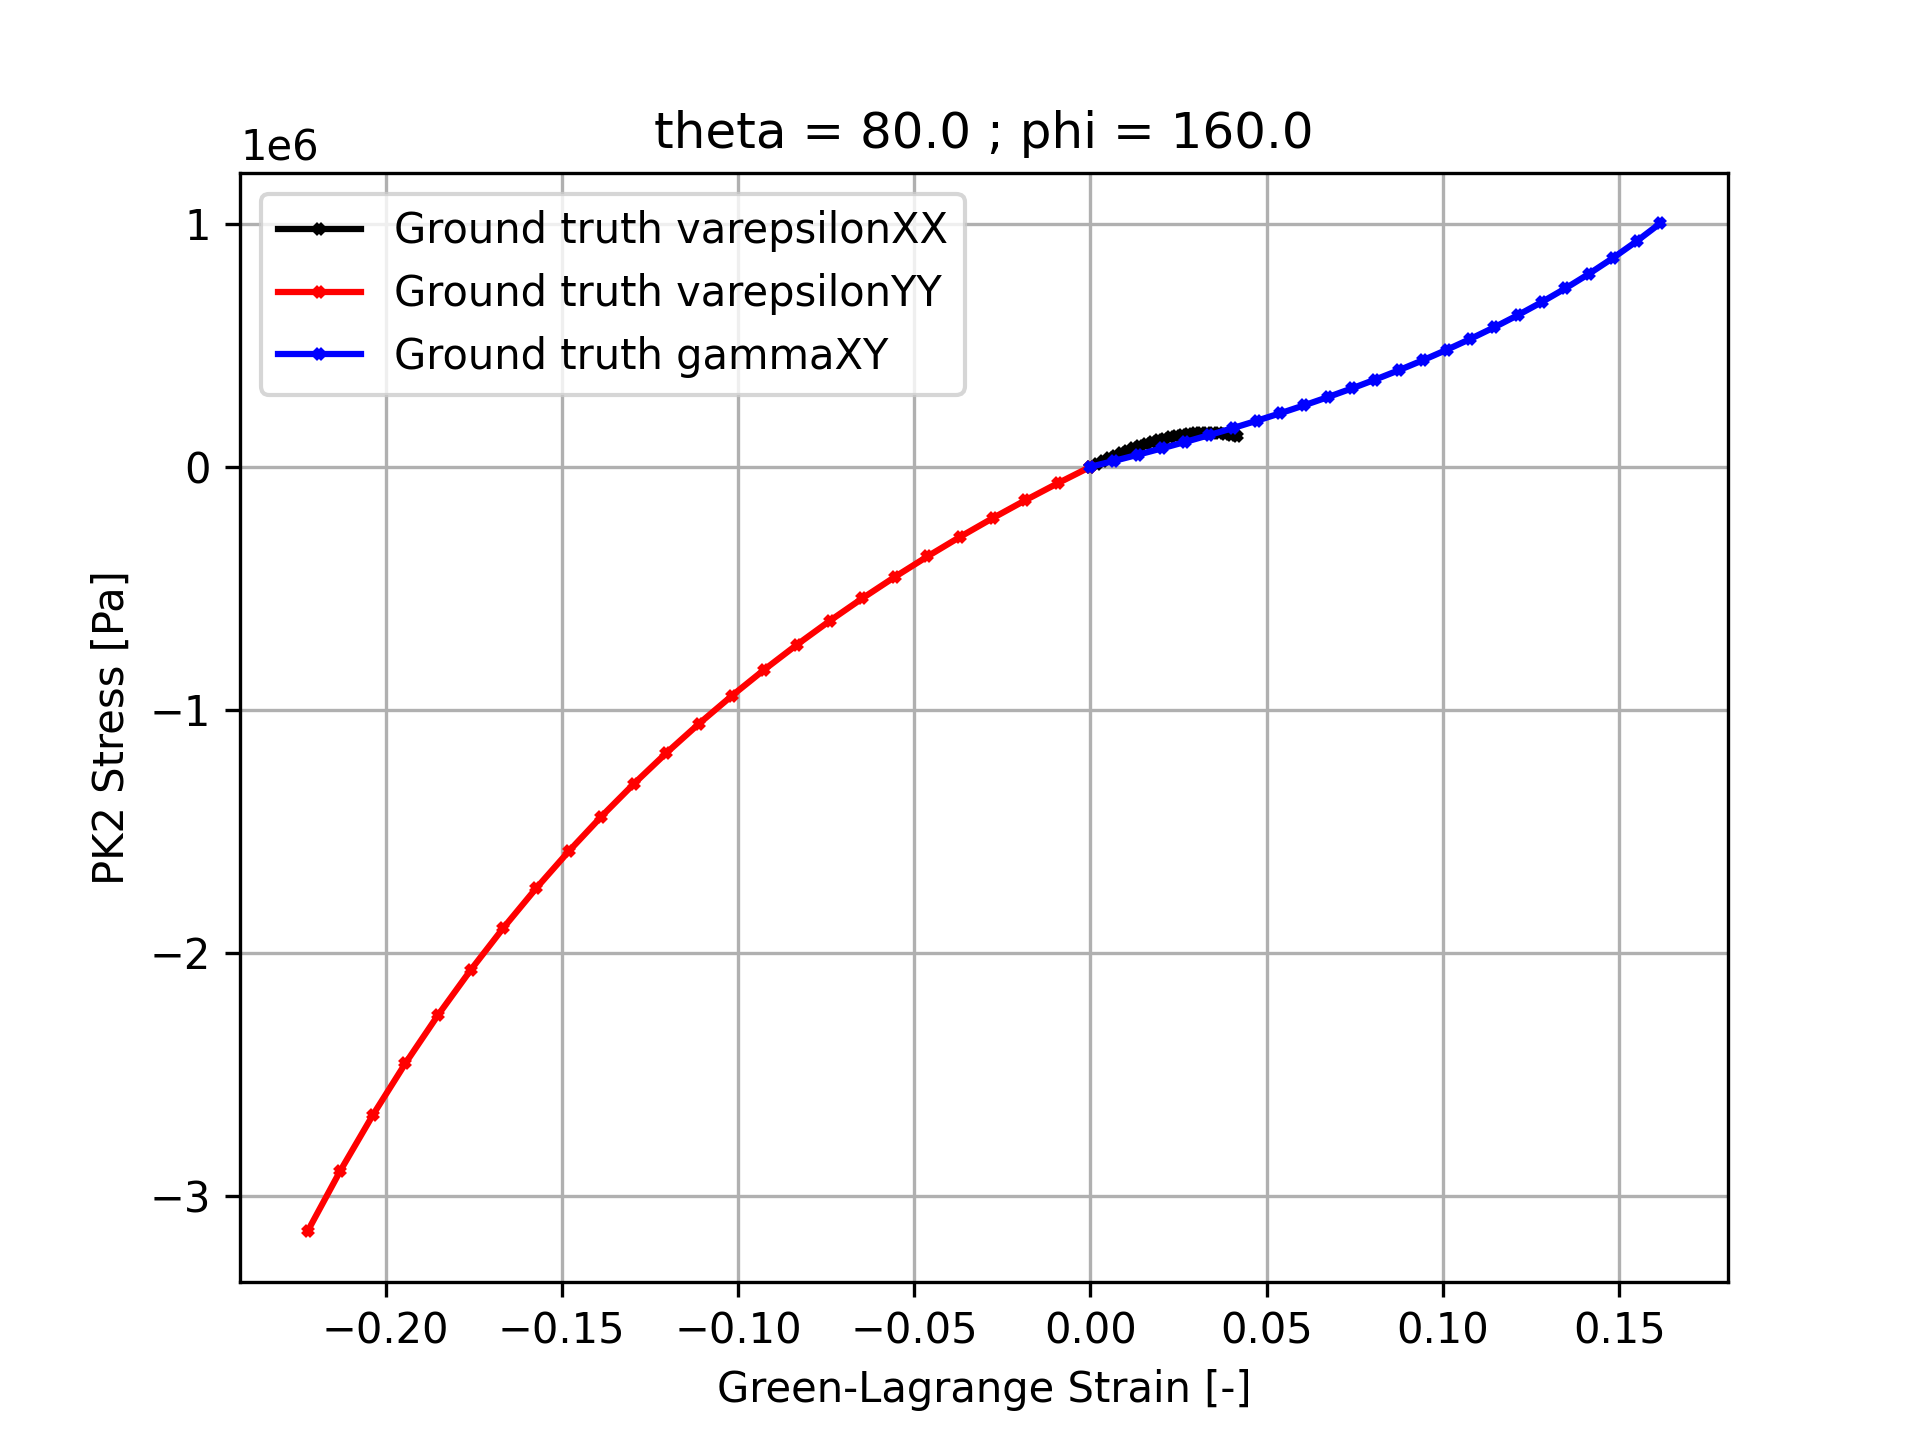 theta = 80.0 ; phi = 160.0
1e6
Ground truth varepsilonXX
Ground truth varepsilonYY
Ground truth gammaXY
1
0
−1
−2
−3
PK2 Stress [Pa]
−0.20 −0.15 −0.10 −0.05 0.00 0.05 0.10 0.15
Green-Lagrange Strain [-]